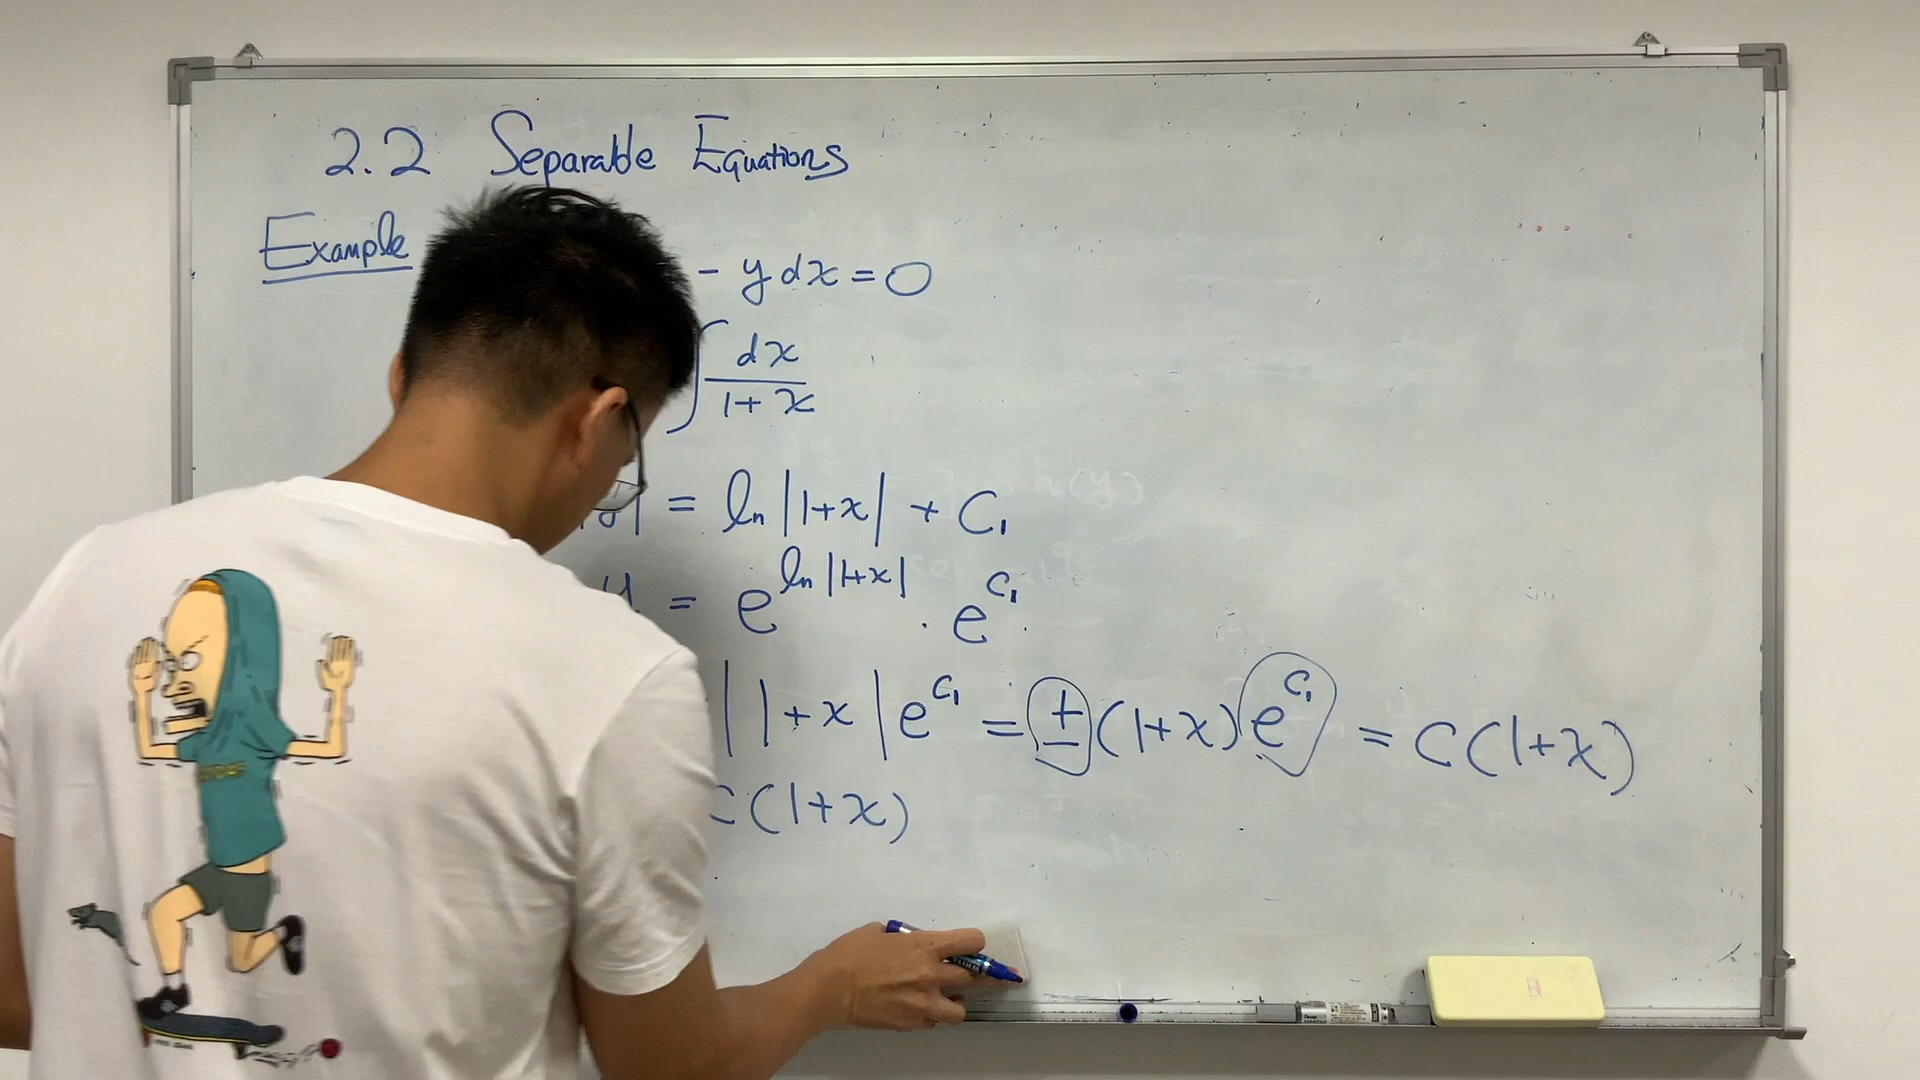 2.2 Separable Equations
Example
- y dx = 0
∫ dx / 1+x
|y| = ln |1+x| + C₁
y = e^{ln |1+x|} · e^{C₁}
|1+x| e^{C₁} = ± (1+x) e^{C₁} = C(1+x)
C(1+x)